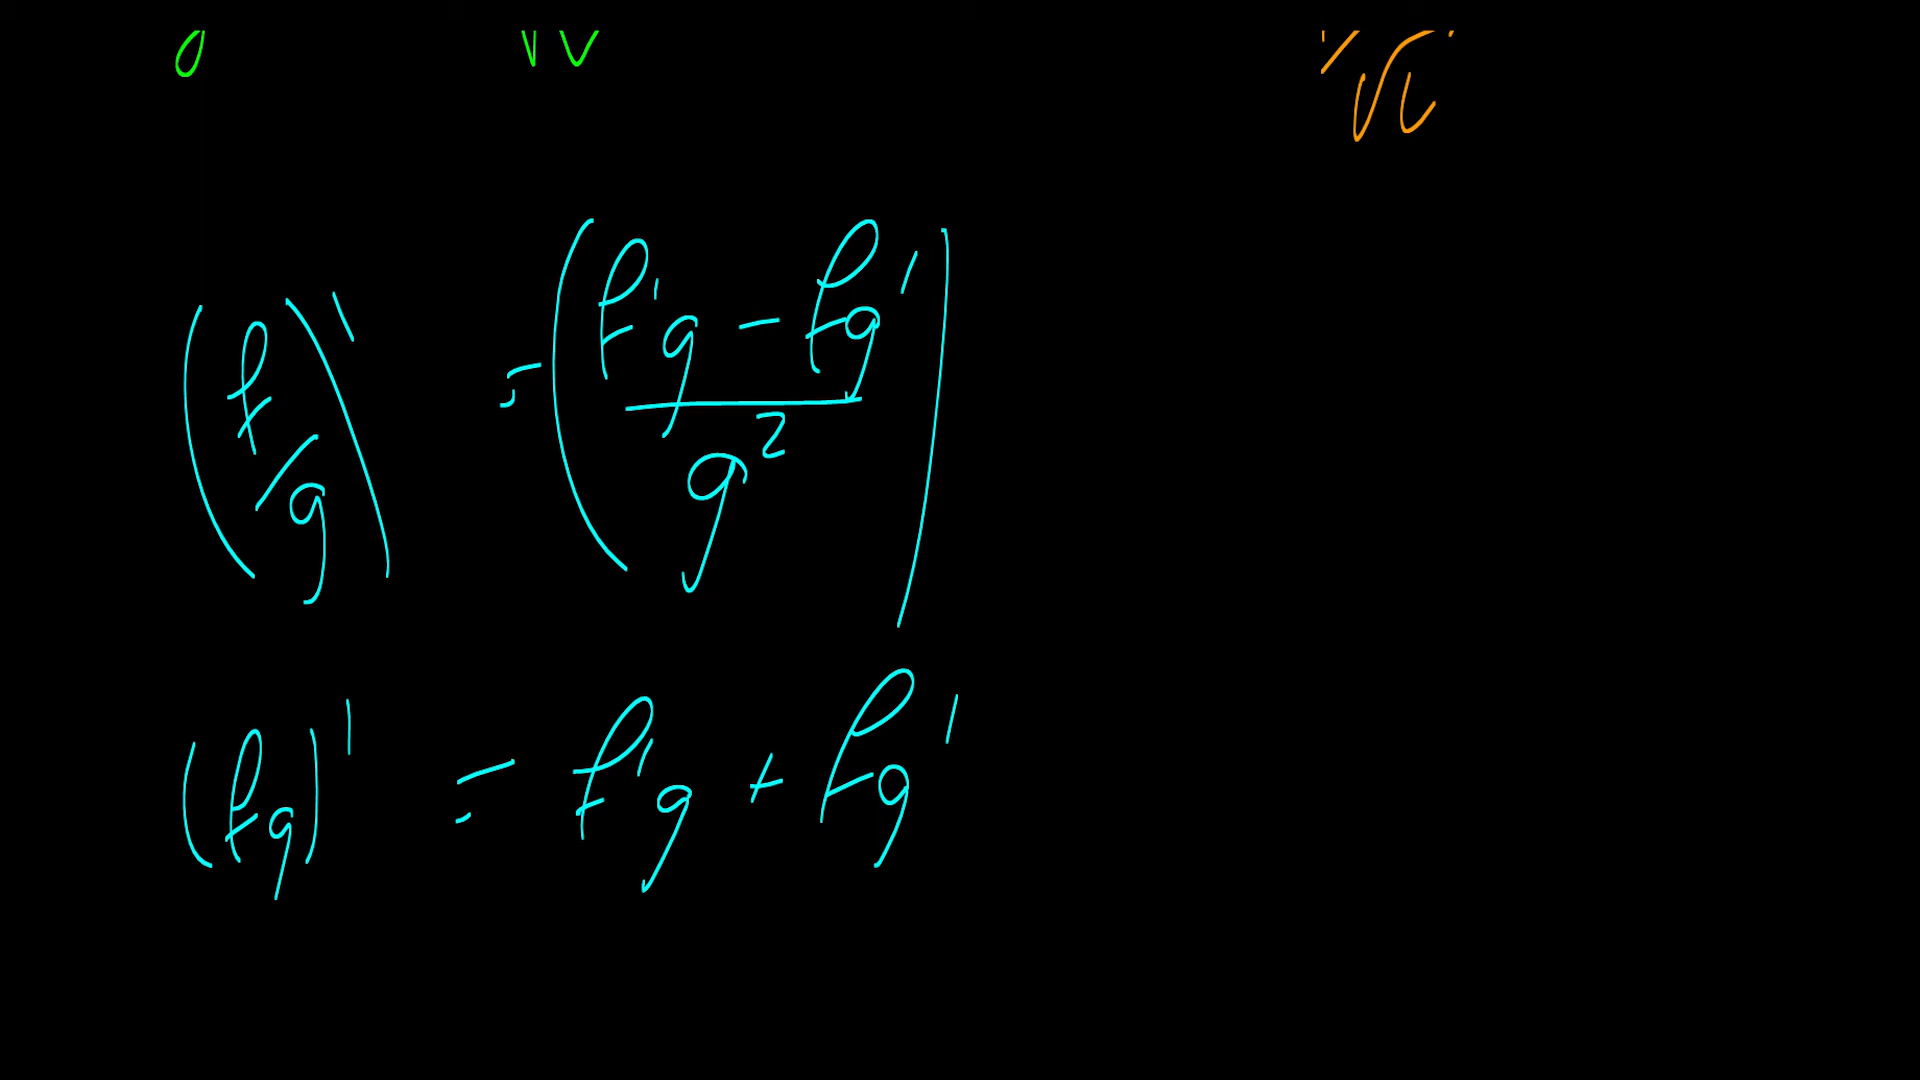 (f/g)' = (f'g - fg' / g²)
(fg)' = f'g + fg'